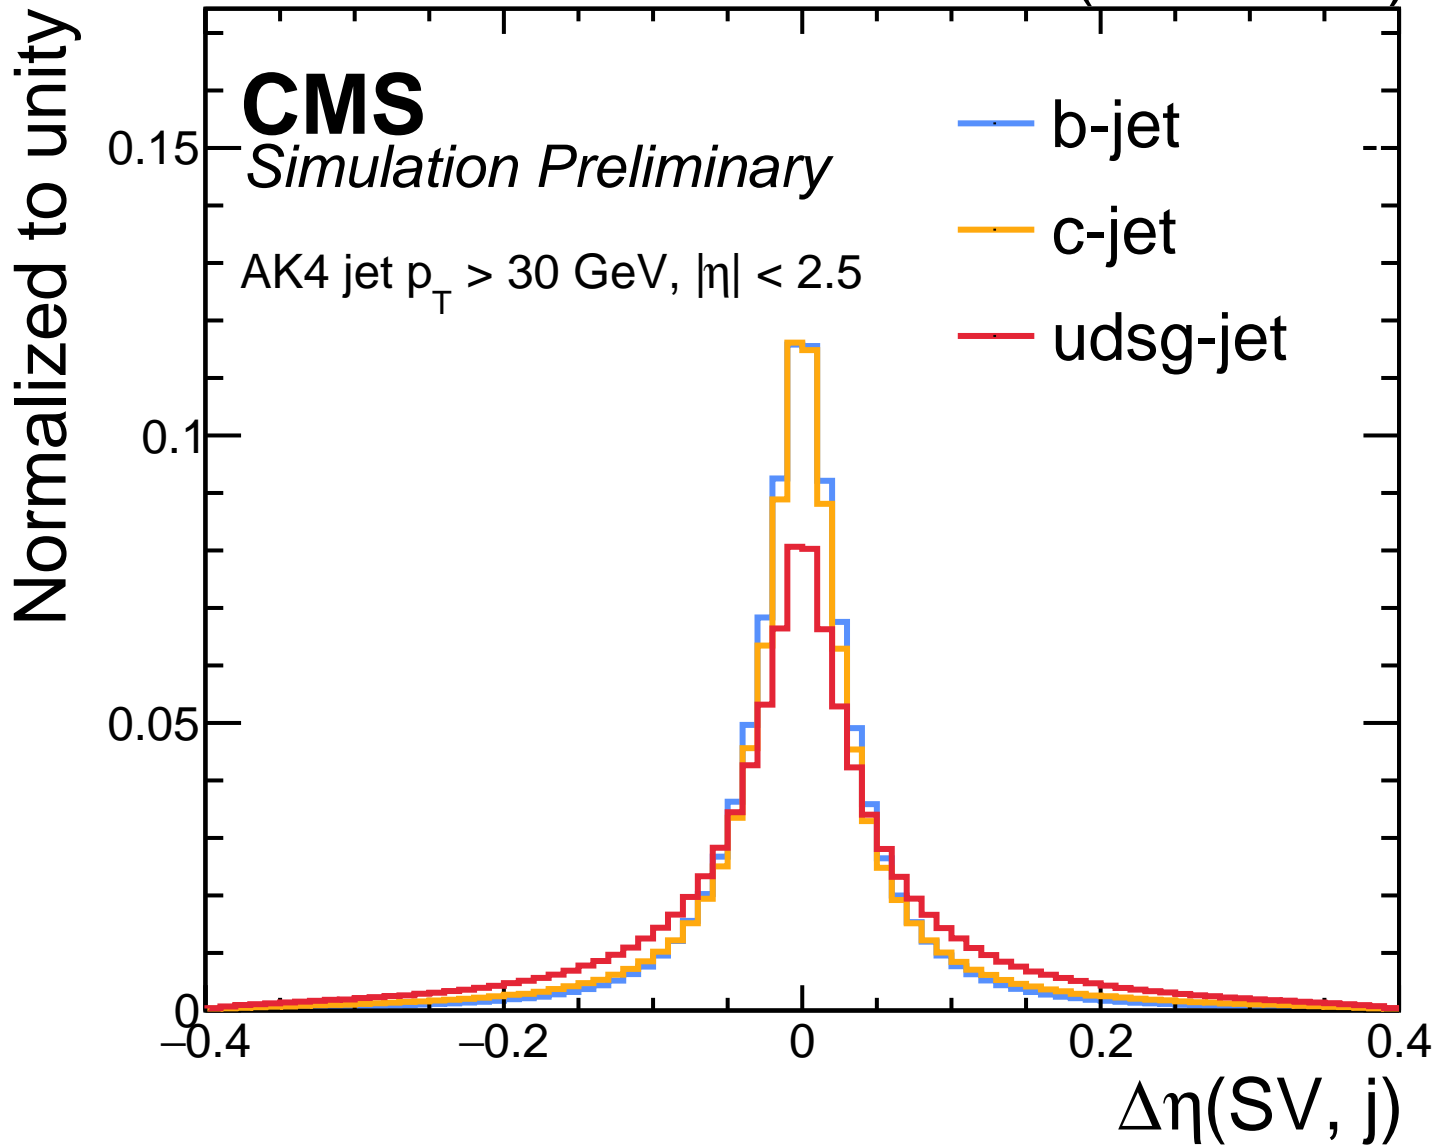 Normalized to unity
CMS
Simulation Preliminary
AK4 jet p_T > 30 GeV, |η| < 2.5
b-jet
c-jet
udsg-jet
0.15
0.1
0.05
0
−0.4
−0.2
0
0.2
0.4
Δη(SV, j)